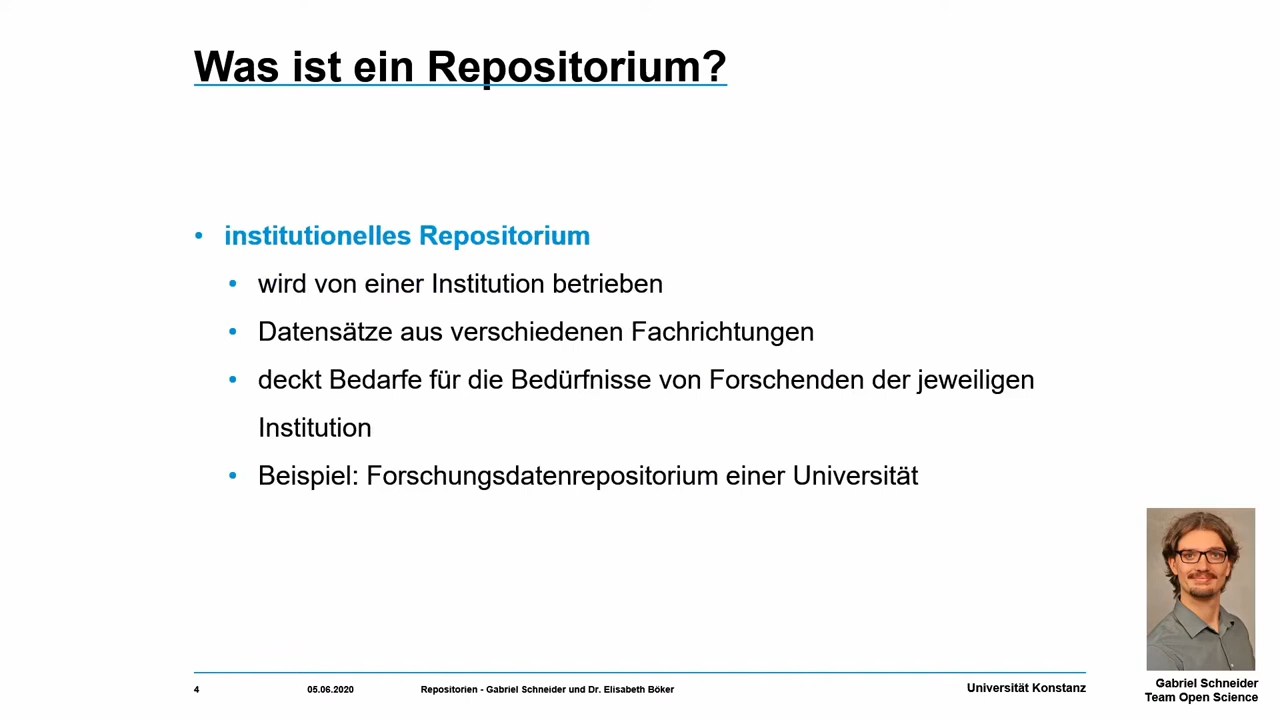 Was ist ein Repositorium?
• institutionelles Repositorium
• wird von einer Institution betrieben
• Datensätze aus verschiedenen Fachrichtungen
• deckt Bedarfe für die Bedürfnisse von Forschenden der jeweiligen
Institution
• Beispiel: Forschungsdatenrepositorium einer Universität
4 05.06.2020 Repositorien - Gabriel Schneider und Dr. Elisabeth Böker Universität Konstanz
Gabriel Schneider
Team Open Science